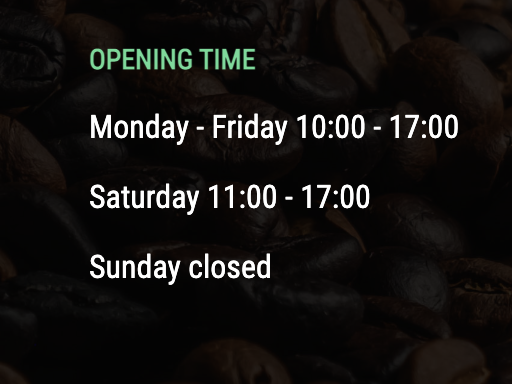 OPENING TIME
Monday - Friday 10:00 - 17:00
Saturday 11:00 - 17:00
Sunday closed